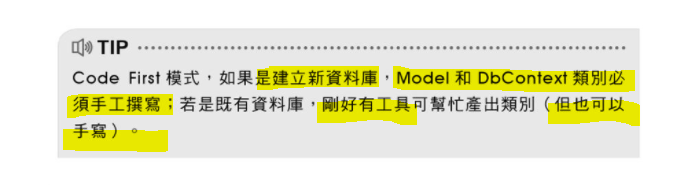 TIP
Code First 模式，如果是建立新資料庫，Model 和 DbContext 類別必
須手工撰寫；若是既有資料庫，剛好有工具可幫忙產出類別（但也可以
手寫）。